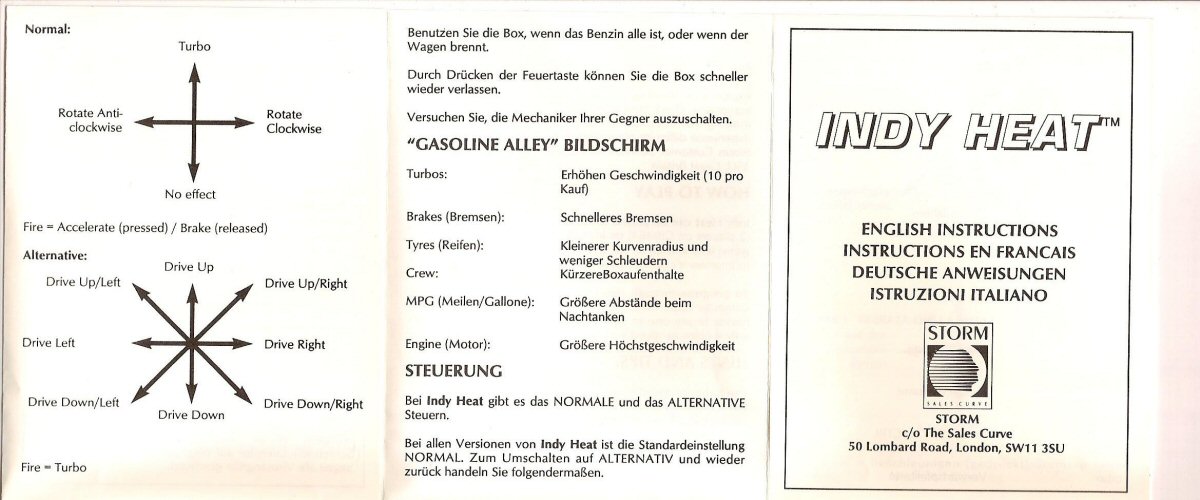 Normal:
Turbo
Rotate Anti-
clockwise
Rotate
Clockwise
No effect
Fire = Accelerate (pressed) / Brake (released)
Alternative:
Drive Up
Drive Up/Left
Drive Up/Right
Drive Left
Drive Right
Drive Down/Left
Drive Down
Drive Down/Right
Fire = Turbo
Benutzen Sie die Box, wenn das Benzin alle ist, oder wenn der
Wagen brennt.
Durch Drücken der Feuertaste können Sie die Box schneller
wieder verlassen.
Versuchen Sie, die Mechaniker Ihrer Gegner auszuschalten.
“GASOLINE ALLEY” BILDSCHIRM
Turbos: Erhöhen Geschwindigkeit (10 pro
Kauf)
Brakes (Bremsen): Schnelleres Bremsen
Tyres (Reifen): Kleinerer Kurvenradius und
weniger Schleudern
Crew: KürzereBoxaufenthalte
MPG (Meilen/Gallone): Größere Abstände beim
Nachtanken
Engine (Motor): Größere Höchstgeschwindigkeit
STEUERUNG
Bei Indy Heat gibt es das NORMALE und das ALTERNATIVE
Steuern.
Bei allen Versionen von Indy Heat ist die Standardeinstellung
NORMAL. Zum Umschalten auf ALTERNATIV und wieder
zurück handeln Sie folgendermaßen.
INDY HEAT™
ENGLISH INSTRUCTIONS
INSTRUCTIONS EN FRANCAIS
DEUTSCHE ANWEISUNGEN
ISTRUZIONI ITALIANO
STORM
SALES CURVE
STORM
c/o The Sales Curve
50 Lombard Road, London, SW11 3SU